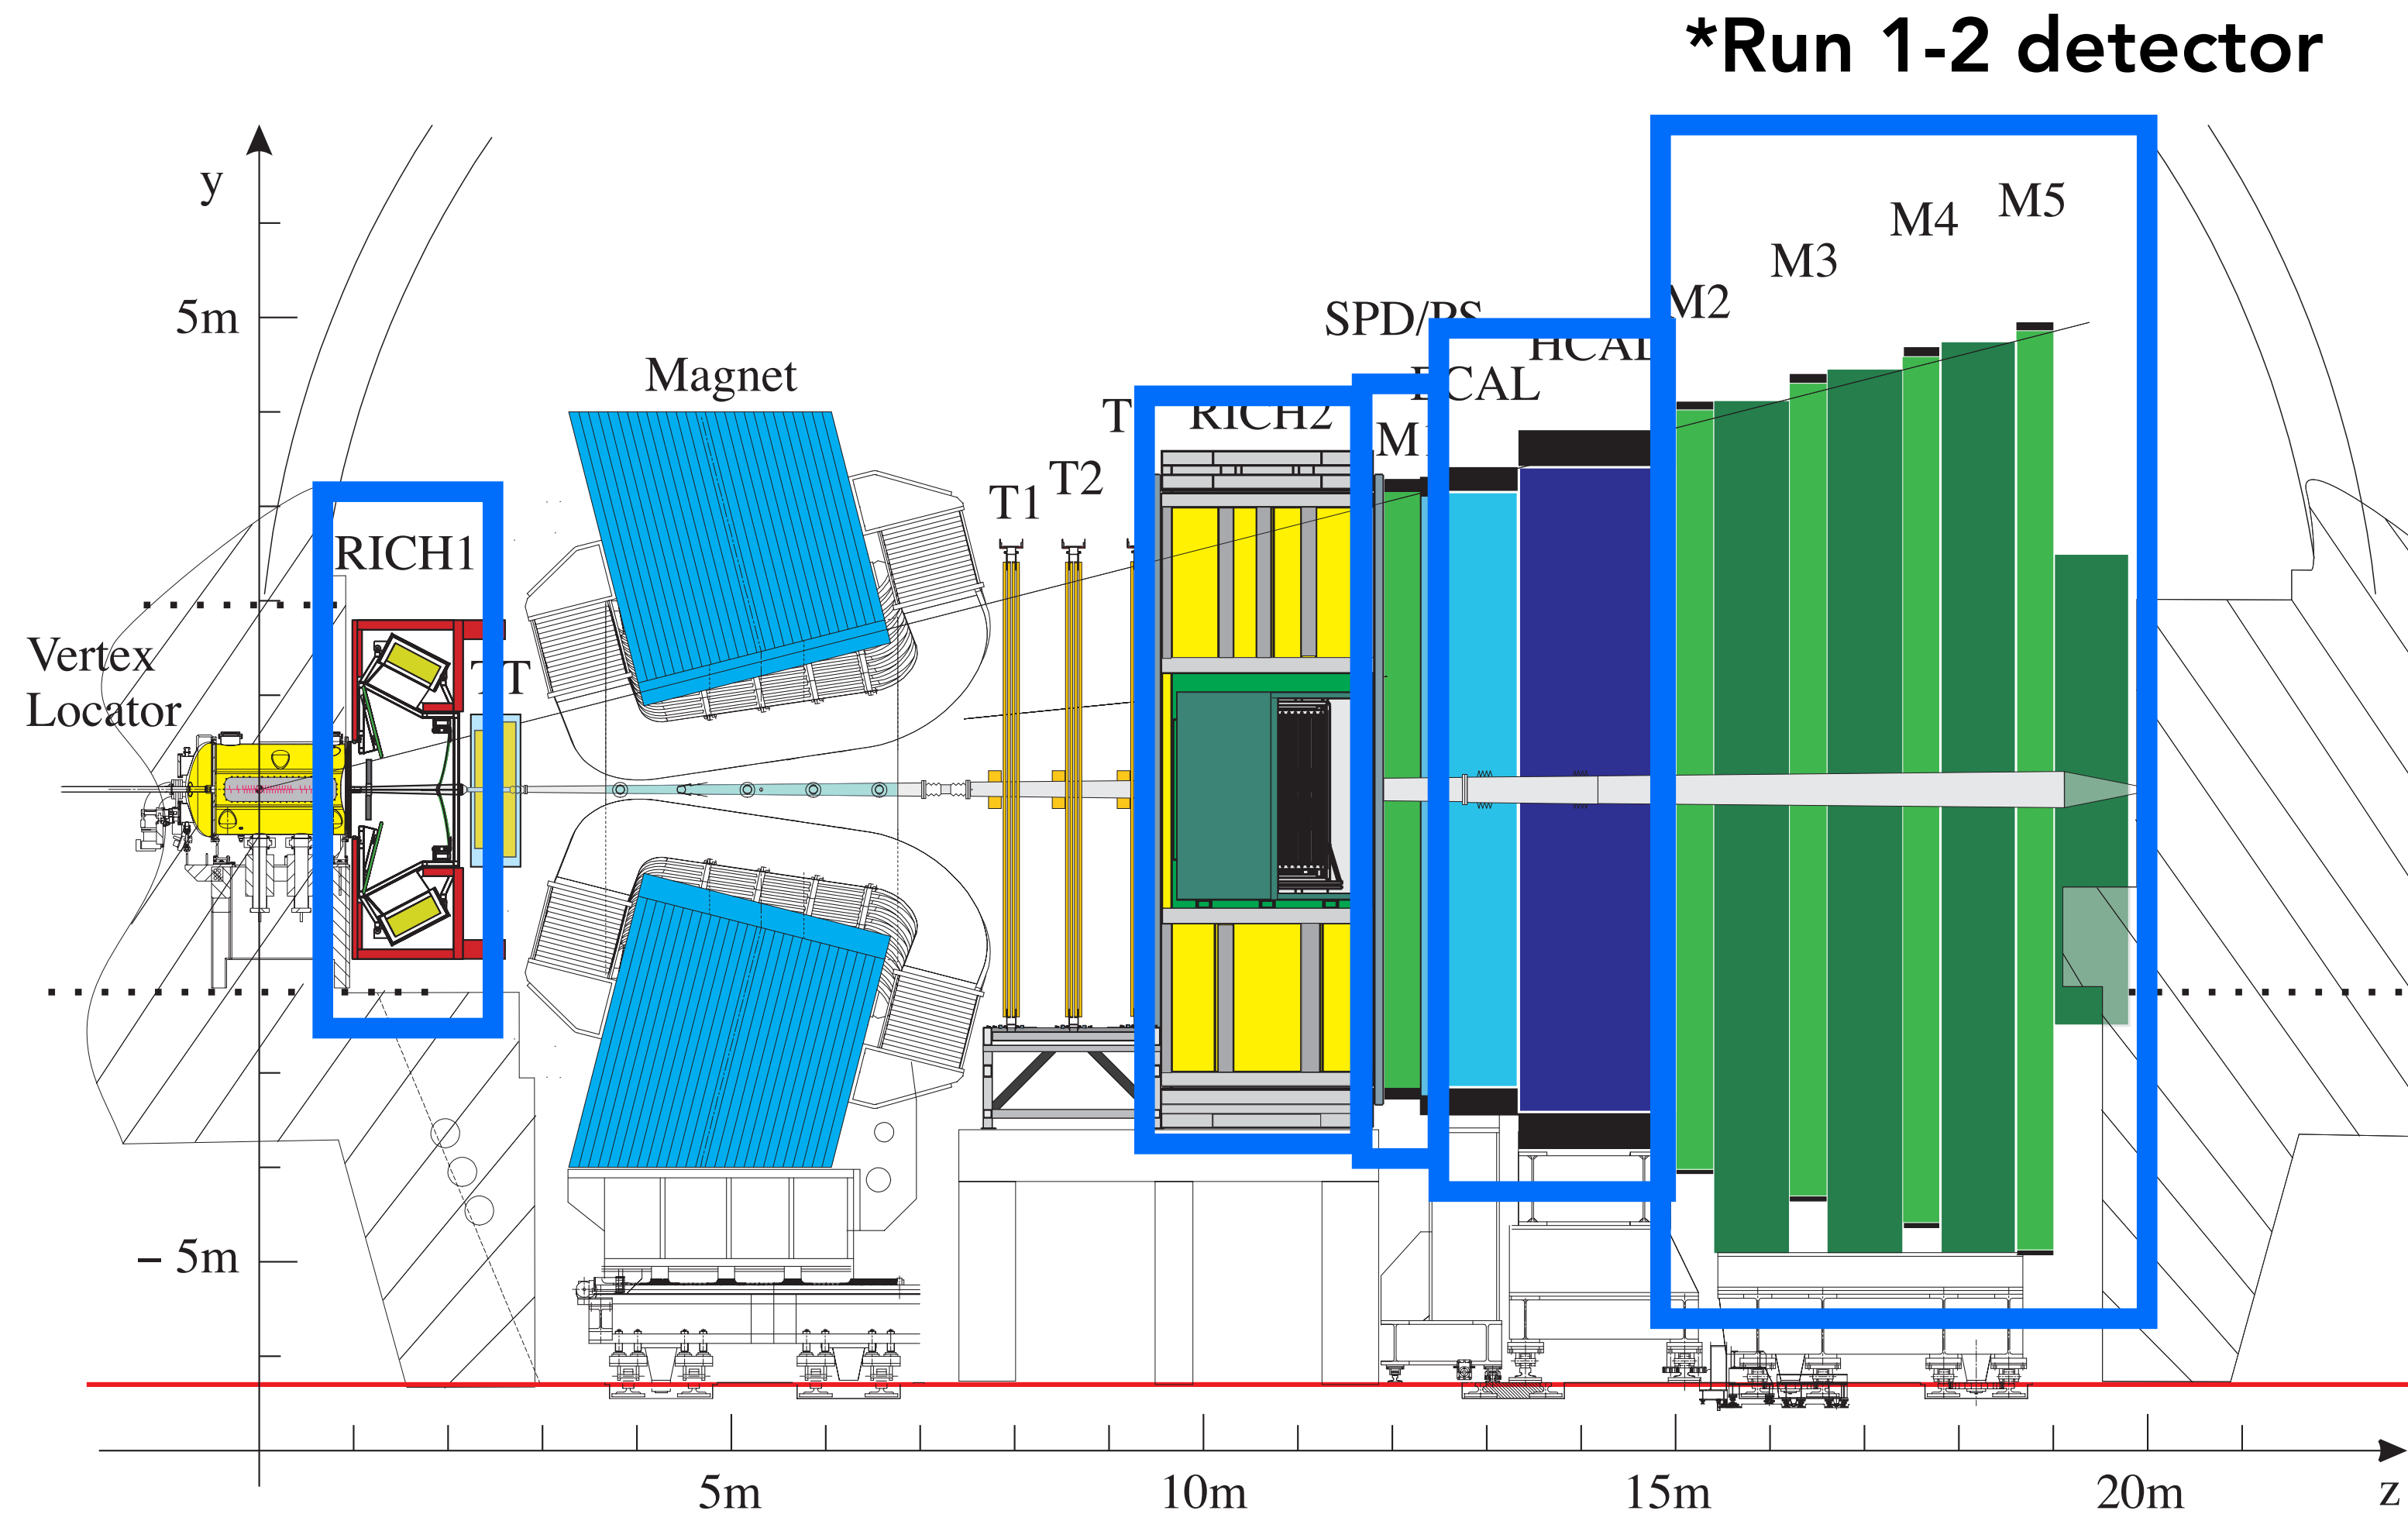 *Run 1-2 detector
y
5m
Magnet
SPD/PS
HCAL
M2
M3
M4
M5
ECAL
RICH2
M1
T
T2
T1
RICH1
TT
Vertex
Locator
– 5m
5m
10m
15m
20m
z